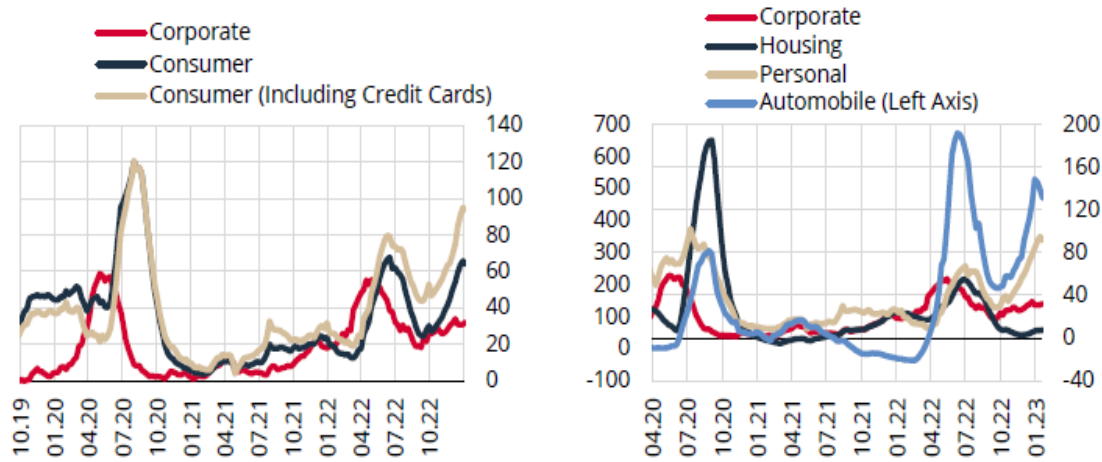 Corporate
Consumer
Consumer (Including Credit Cards)
140
120
100
80
60
40
20
0
10.19 01.20 04.20 07.20 10.20 01.21 04.21 07.21 10.21 01.22 04.22 07.22 10.22
Corporate
Housing
Personal
Automobile (Left Axis)
700 200
600 160
500
400 120
300 80
200
100 40
0 0
-100 -40
04.20 07.20 10.20 01.21 04.21 07.21 10.21 01.22 04.22 07.22 10.22 01.23